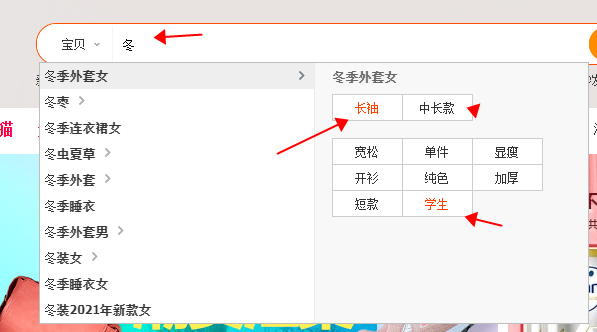 宝贝 冬
冬季外套女
冬枣
冬季连衣裙女
冬虫夏草
冬季外套
冬季睡衣
冬季外套男
冬装女
冬季睡衣女
冬装2021年新款女
冬季外套女
长袖 中长款
宽松 单件 显瘦
开衫 纯色 加厚
短款 学生
猫